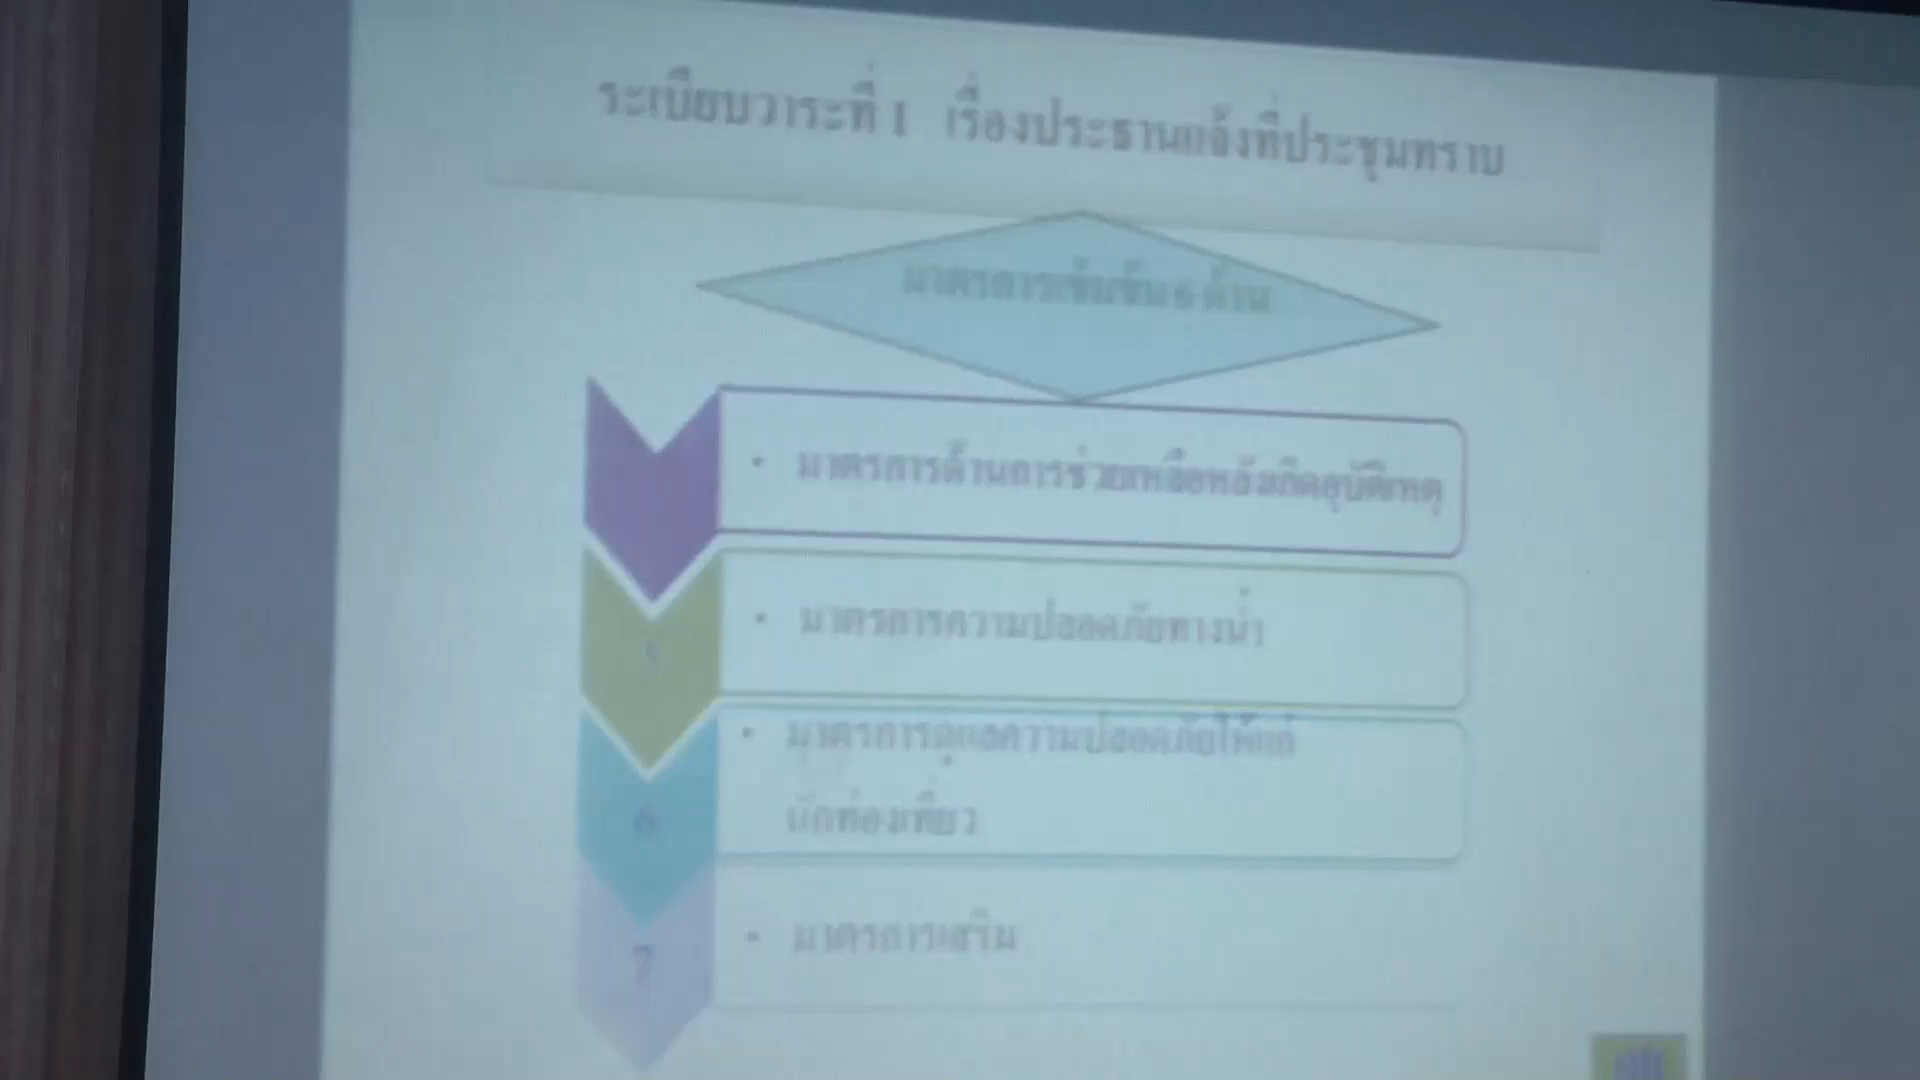 ระเบียบวาระที่ 1 เรื่องประธานแจ้งที่ประชุมทราบ
มาตรการเข้มข้น 6 ด้าน
• มาตรการด้านการช่วยเหลือหลังเกิดอุบัติเหตุ
5
• มาตรการความปลอดภัยทางน้ำ
6
• มาตรการดูแลความปลอดภัยให้แก่
นักท่องเที่ยว
7
• มาตรการเสริม